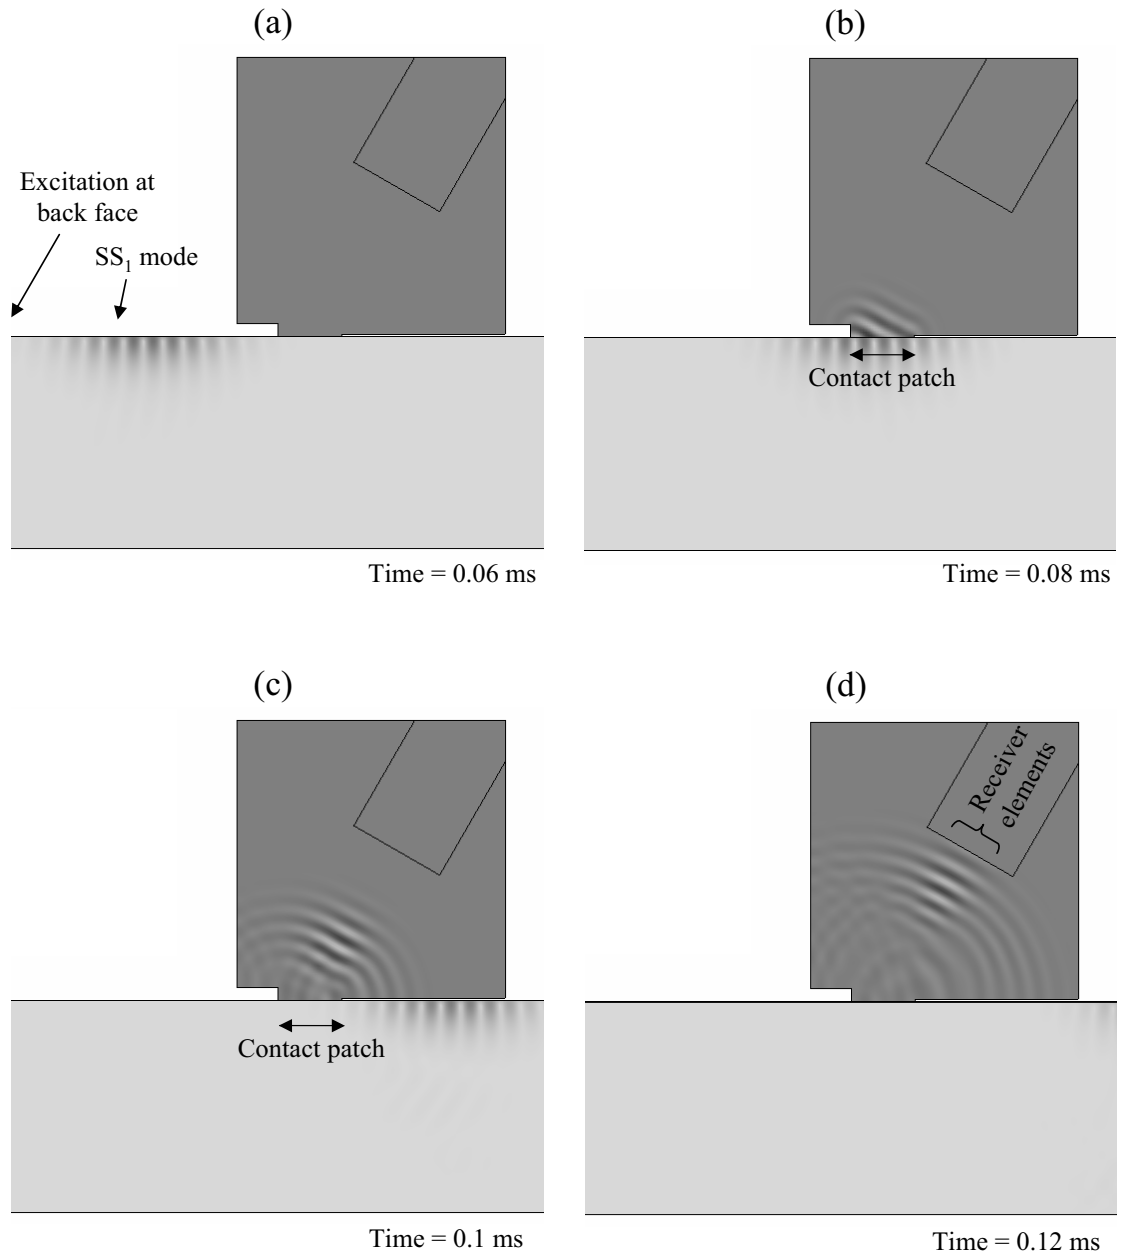 (a)
Excitation at
back face
SS₁ mode
Time = 0.06 ms
(b)
Contact patch
Time = 0.08 ms
(c)
Contact patch
Time = 0.1 ms
(d)
Receiver
elements
Time = 0.12 ms